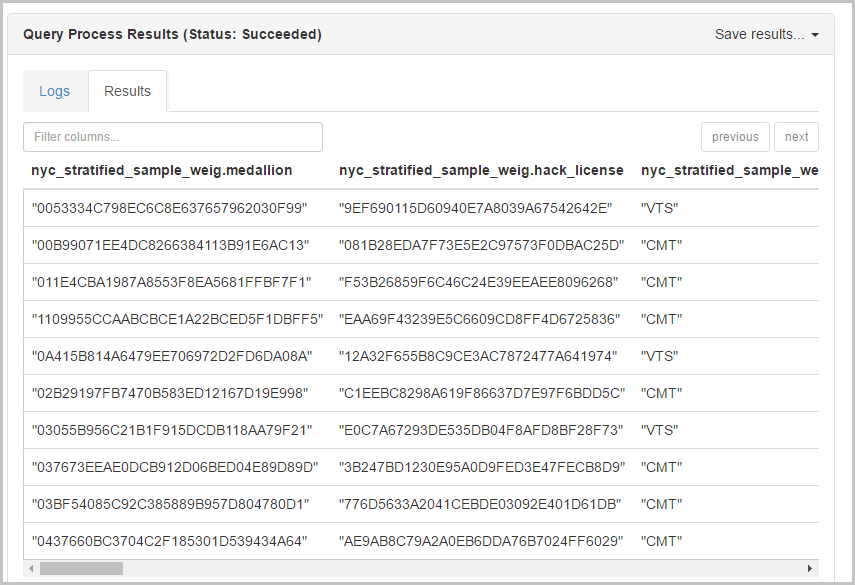 Query Process Results (Status: Succeeded) Save results...
Logs Results
Filter columns... previous next
nyc_stratified_sample_weig.medallion nyc_stratified_sample_weig.hack_license nyc_stratified_sample_we
"0053334C798EC6C8E637657962030F99" "9EF690115D60940E7A8039A67542642E" "VTS"
"00B99071EE4DC8266384113B91E6AC13" "081B28EDA7F73E5E2C97573F0DBAC25D" "CMT"
"011E4CBA1987A8553F8EA5681FFBF7F1" "F53B26859F6C46C24E39EEAEE8096268" "CMT"
"1109955CCAABCBCE1A22BCED5F1DBFF5" "EAA69F43239E5C6609CD8FF4D6725836" "CMT"
"0A415B814A6479EE706972D2FD6DA08A" "12A32F655B8C9CE3AC7872477A641974" "VTS"
"02B29197FB7470B583ED12167D19E998" "C1EEBC8298A619F86637D7E97F6BDD5C" "CMT"
"03055B956C21B1F915DCDB118AA79F21" "E0C7A67293DE535DB04F8AFD8BF28F73" "VTS"
"037673EEAE0DCB912D06BED04E89D89D" "3B247BD1230E95A0D9FED3E47FECB8D9" "CMT"
"03BF54085C92C385889B957D804780D1" "776D5633A2041CEBDE03092E401D61DB" "CMT"
"0437660BC3704C2F185301D539434A64" "AE9AB8C79A2A0EB6DDA76B7024FF6029" "CMT"